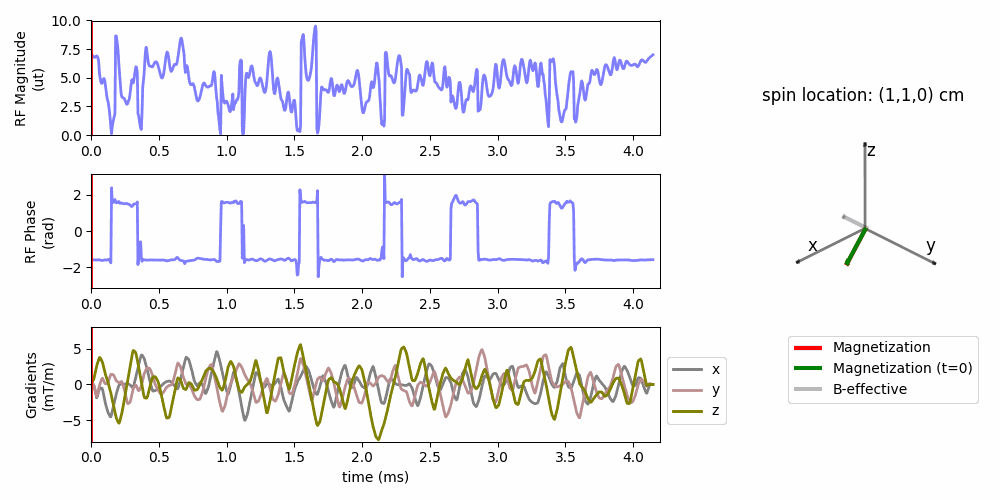 10.0
7.5
5.0
2.5
0.0
RF Magnitude
(ut)
0.0 0.5 1.0 1.5 2.0 2.5 3.0 3.5 4.0
2
0
−2
RF Phase
(rad)
0.0 0.5 1.0 1.5 2.0 2.5 3.0 3.5 4.0
5
0
−5
Gradients
(mT/m)
0.0 0.5 1.0 1.5 2.0 2.5 3.0 3.5 4.0
time (ms)
x
y
z
spin location: (1,1,0) cm
z
x
y
Magnetization
Magnetization (t=0)
B-effective